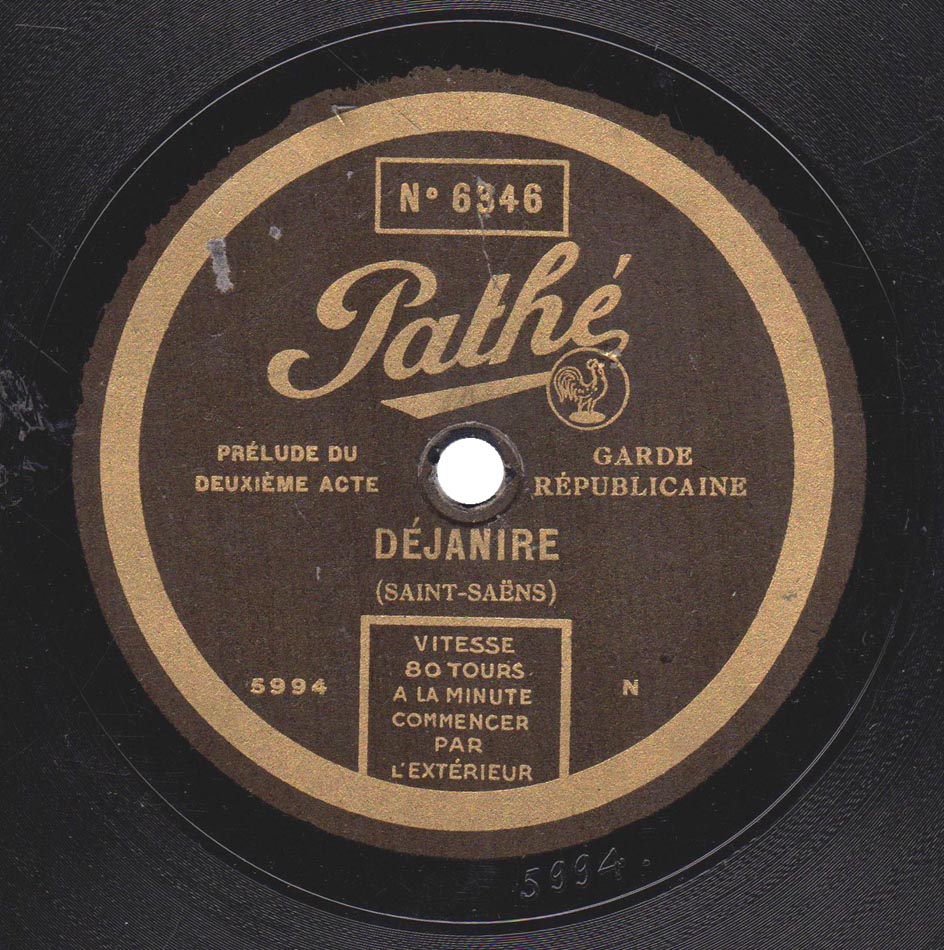 Nº 6346
Pathé
PRÉLUDE DU
DEUXIÈME ACTE
GARDE
RÉPUBLICAINE
DÉJANIRE
(SAINT-SAËNS)
VITESSE
80 TOURS
A LA MINUTE
COMMENCER
PAR
L'EXTÉRIEUR
5994
N
5994.